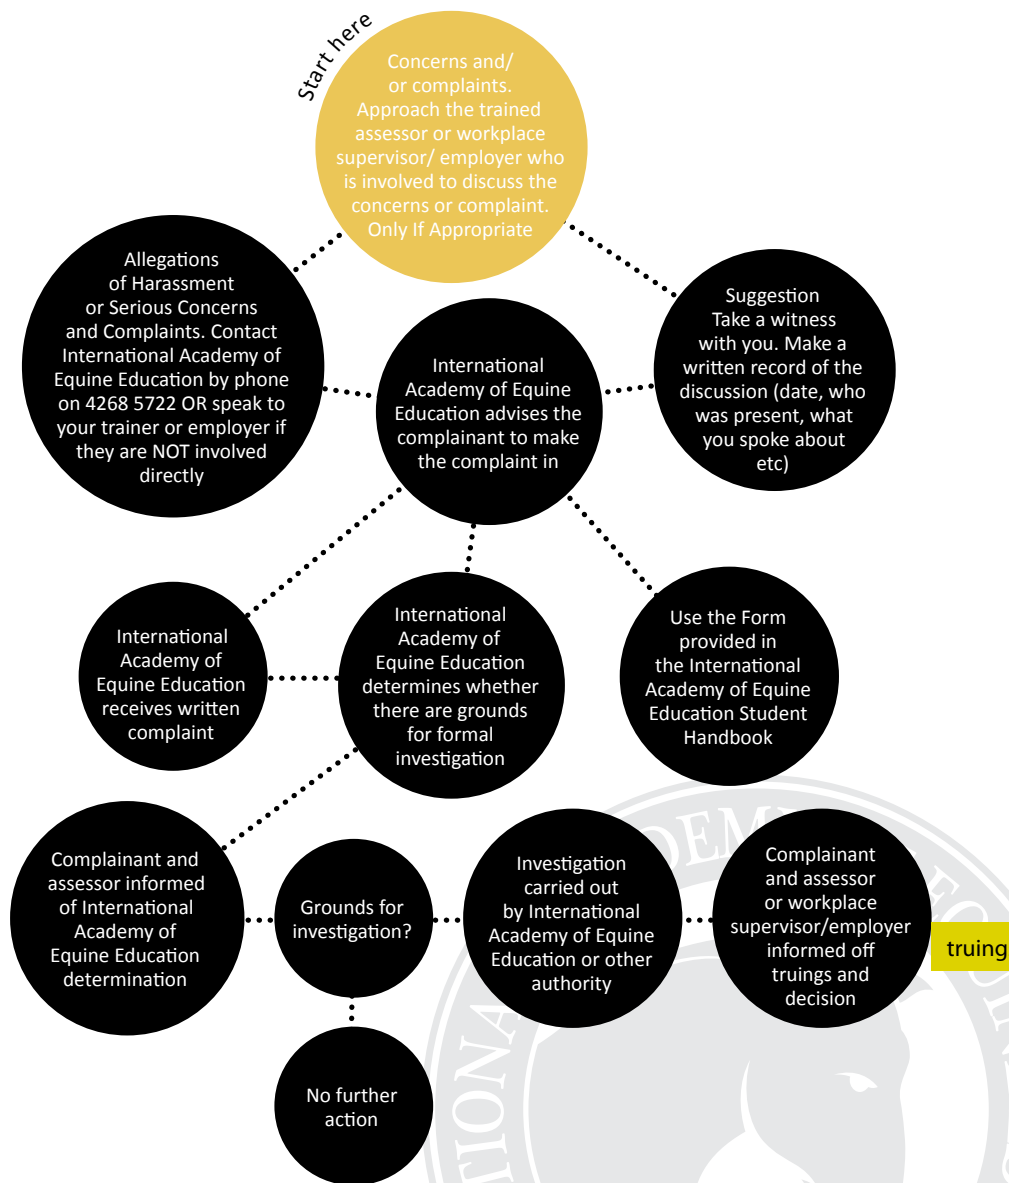 Start here
Concerns and/
or complaints.
Approach the trained
assessor or workplace
supervisor/ employer who
is involved to discuss the
concerns or complaint.
Only If Appropriate
Allegations
of Harassment
or Serious Concerns
and Complaints. Contact
International Academy of
Equine Education by phone
on 4268 5722 OR speak to
your trainer or employer if
they are NOT involved
directly
International
Academy of Equine
Education advises the
complainant to make
the complaint in
Suggestion
Take a witness
with you. Make a
written record of the
discussion (date, who
was present, what
you spoke about
etc)
International
Academy of
Equine Education
receives written
complaint
International
Academy of
Equine Education
determines whether
there are grounds
for formal
investigation
Use the Form
provided in
the International
Academy of Equine
Education Student
Handbook
Complainant and
assessor informed
of International
Academy of
Equine Education
determination
Grounds for
investigation?
Investigation
carried out
by International
Academy of Equine
Education or other
authority
Complainant
and assessor
or workplace
supervisor/employer
informed off
truings and
decision
truing
No further
action